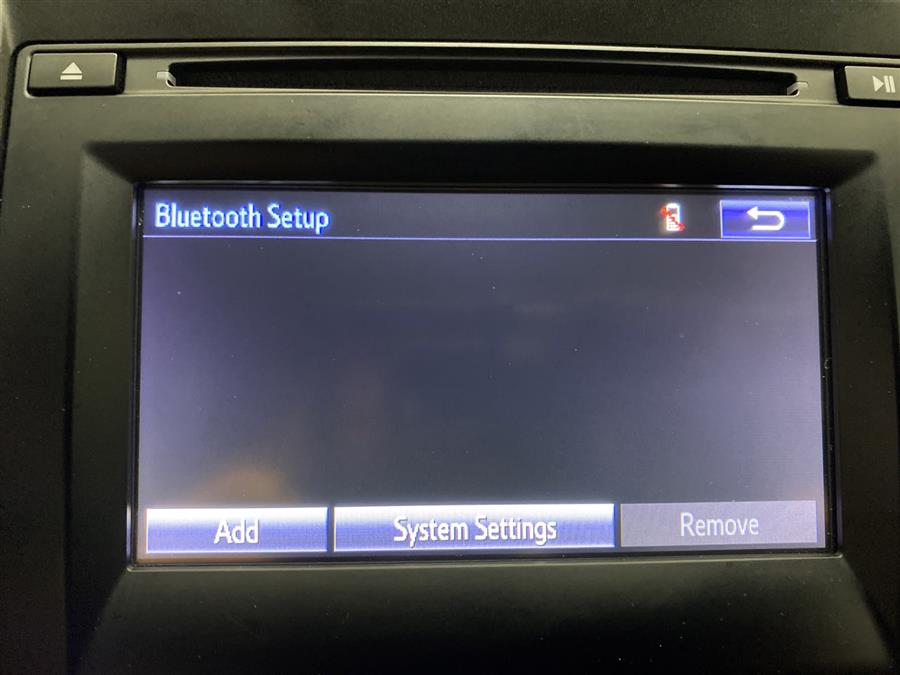 Bluetooth Setup
Add System Settings Remove